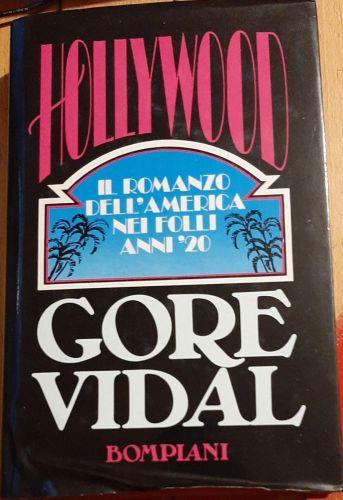 HOLLYWOOD
IL ROMANZO
DELL'AMERICA
NEI FOLLI
ANNI '20
GORE
VIDAL
BOMPIANI